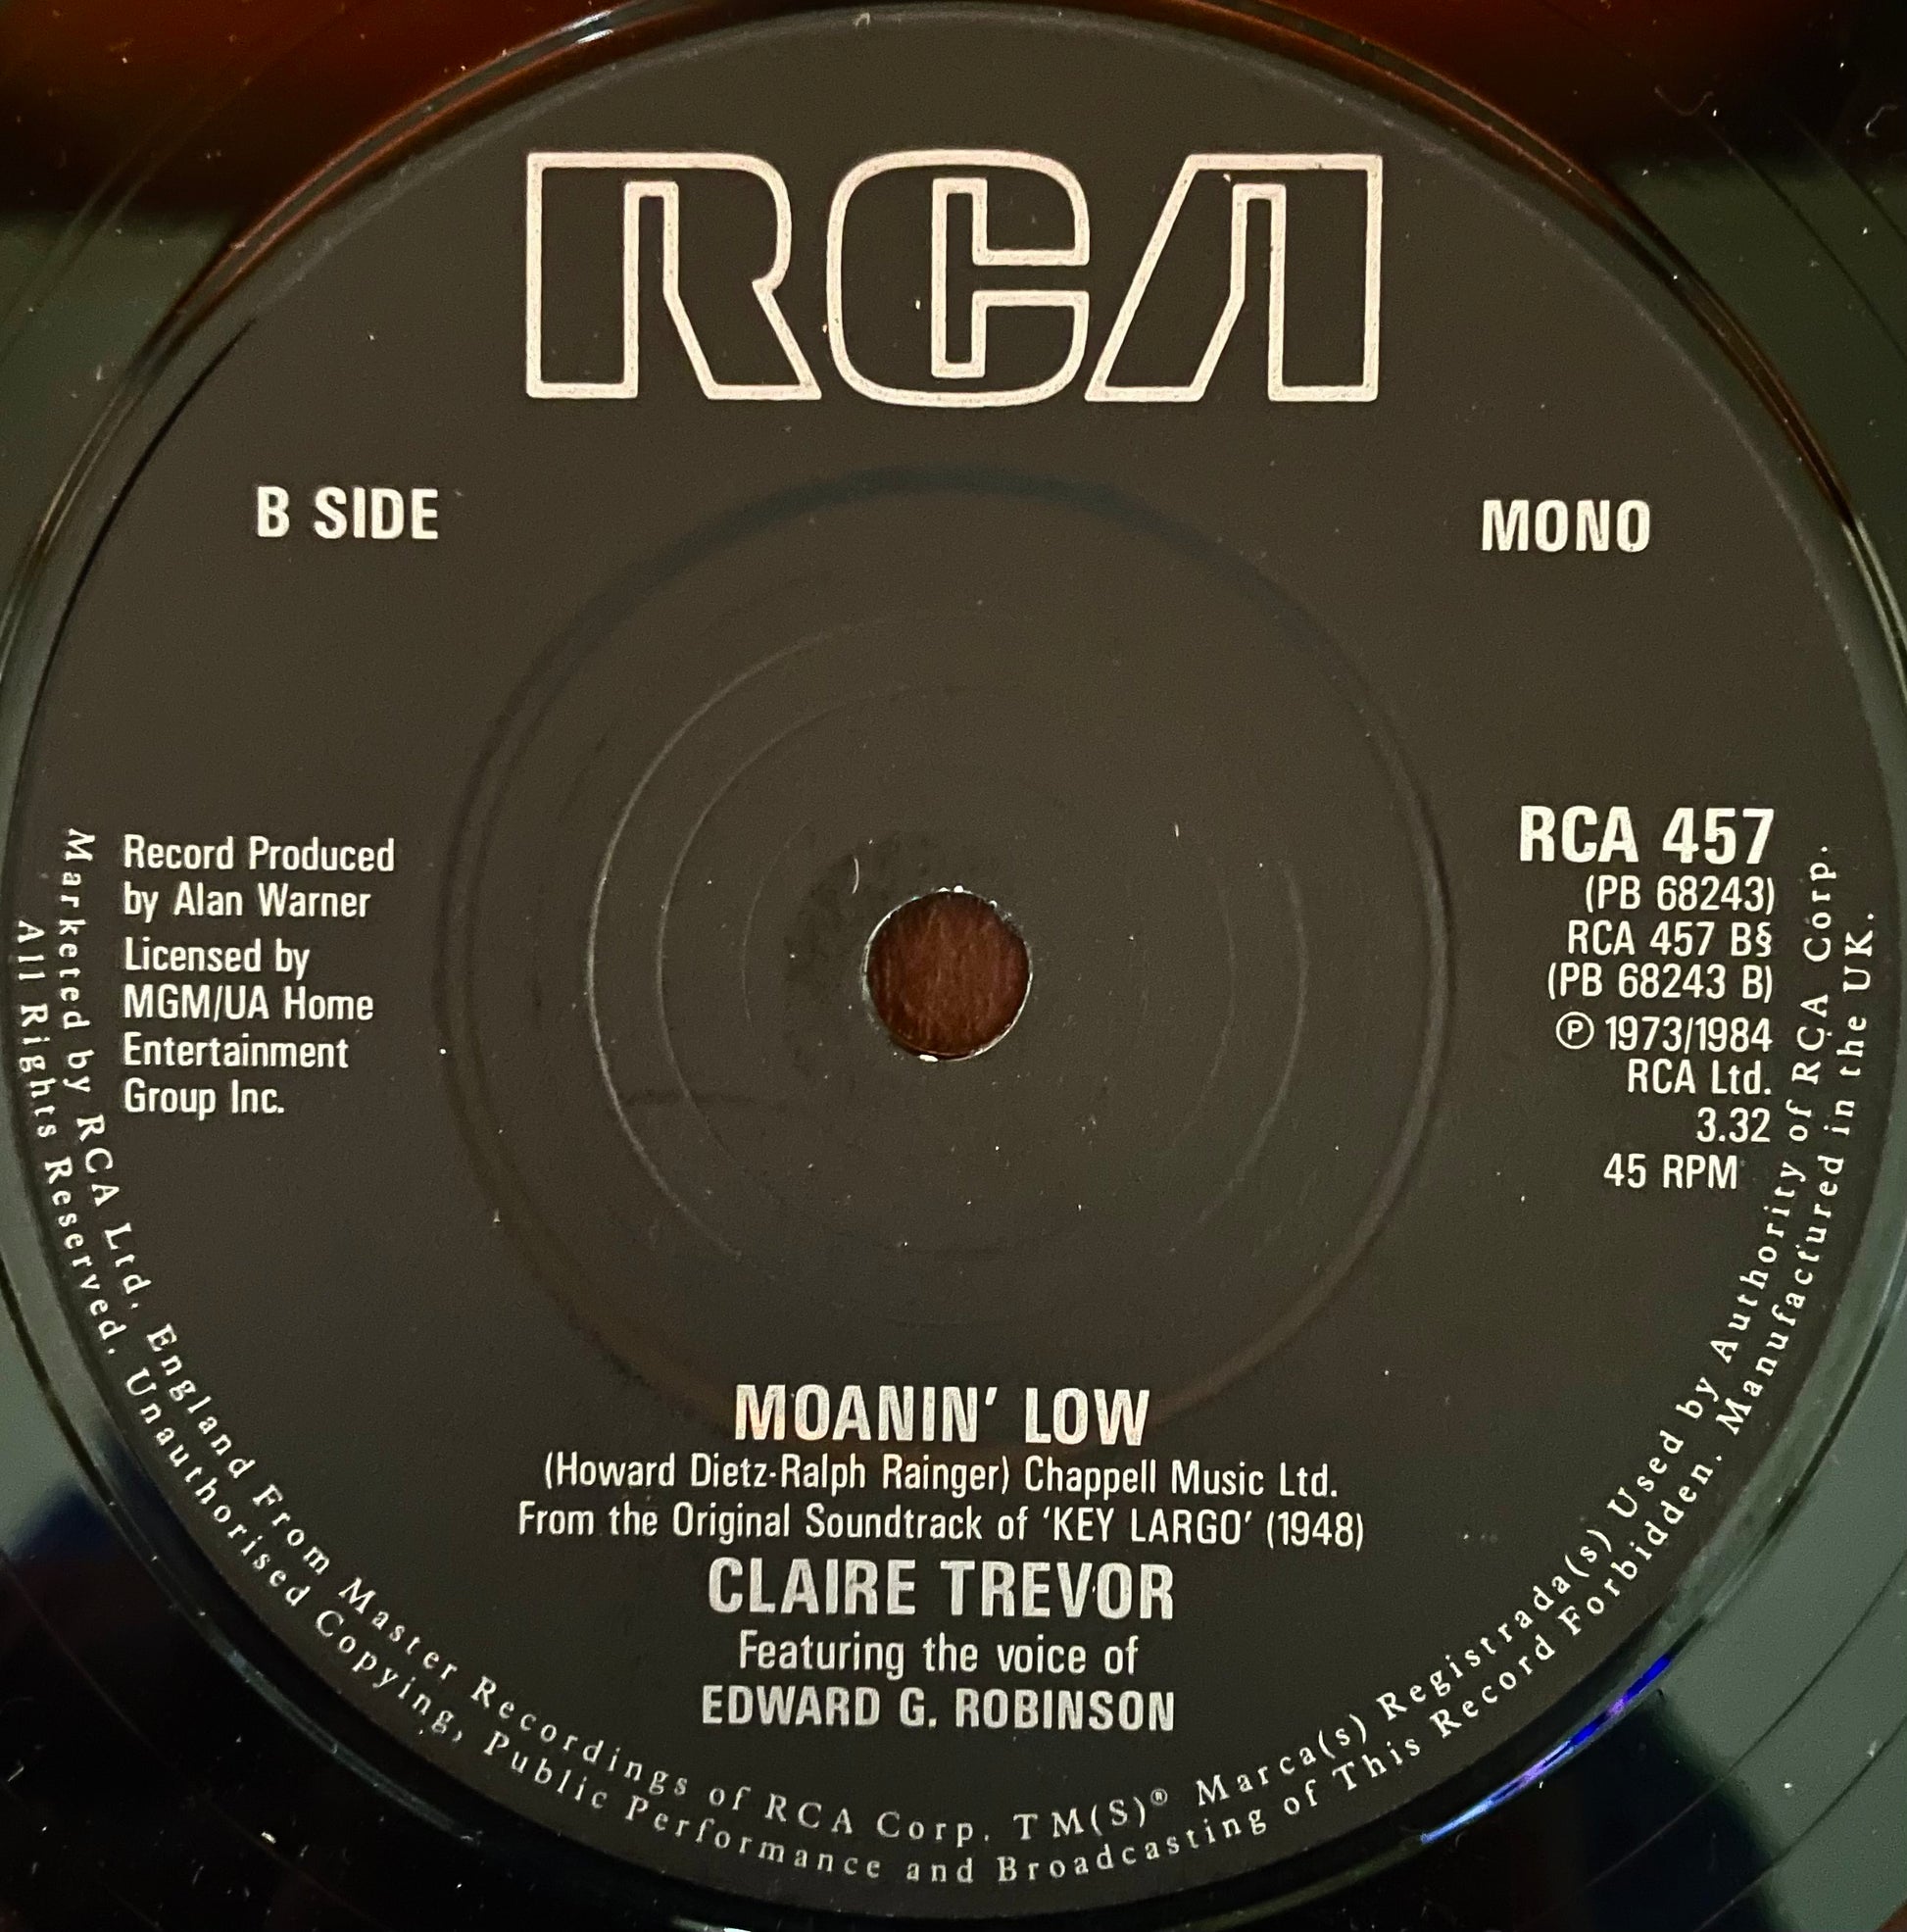 RCA
B SIDE
MONO
Record Produced
by Alan Warner
Licensed by
MGM/UA Home
Entertainment
Group Inc.
RCA 457
(PB 68243)
RCA 457 B§
(PB 68243 B)
℗ 1973/1984
RCA Ltd.
3.32
45 RPM
MOANIN' LOW
(Howard Dietz-Ralph Rainger) Chappell Music Ltd.
From the Original Soundtrack of 'KEY LARGO' (1948)
CLAIRE TREVOR
Featuring the voice of
EDWARD G. ROBINSON
Marketed by RCA Ltd. England From Master Recordings of RCA Corp. TM(S)® Marca(s) Registrada(s) Used by Authority of RCA Corp.
All Rights Reserved. Unauthorised Copying, Public Performance and Broadcasting of This Record Forbidden. Manufactured in the UK.